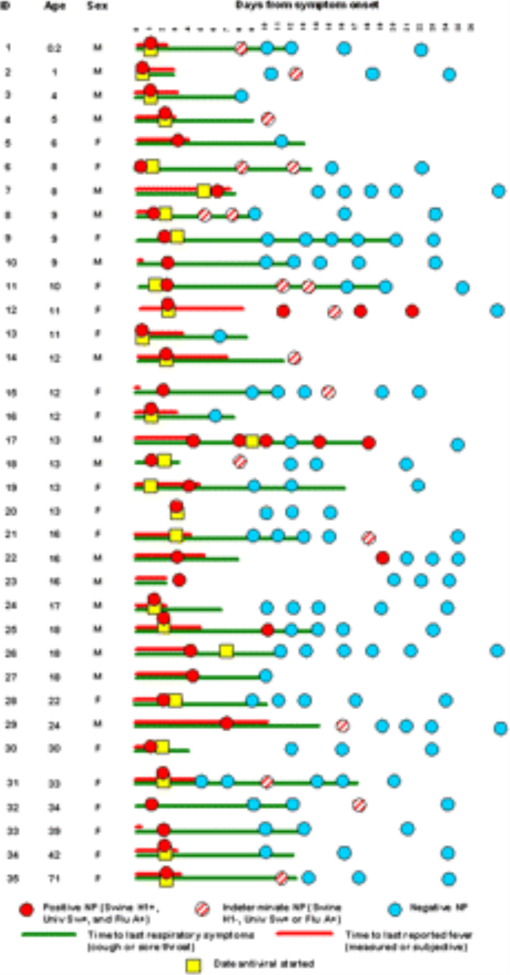 ID Age Sex Days from symptom onset
1 0.2 M
2 1 M
3 4 M
4 5 M
5 6 F
6 8 F
7 8 M
8 9 M
9 9 F
10 9 M
11 10 F
12 11 F
13 11 F
14 12 M
15 12 F
16 12 F
17 13 M
18 13 M
19 13 F
20 13 F
21 16 F
22 16 M
23 16 M
24 17 M
25 18 M
26 18 M
27 18 M
28 22 F
29 24 M
30 30 F
31 33 F
32 34 F
33 39 F
34 42 F
35 71 F
Positive NP (Swine H1+,
Univ Sw+, and Flu A+)
Indeterminate NP (Swine
H1-, Univ Sw+ or Flu A+)
Negative NP
Time to last respiratory symptoms
(cough or sore throat)
Time to last reported fever
(measured or subjective)
Date antiviral started